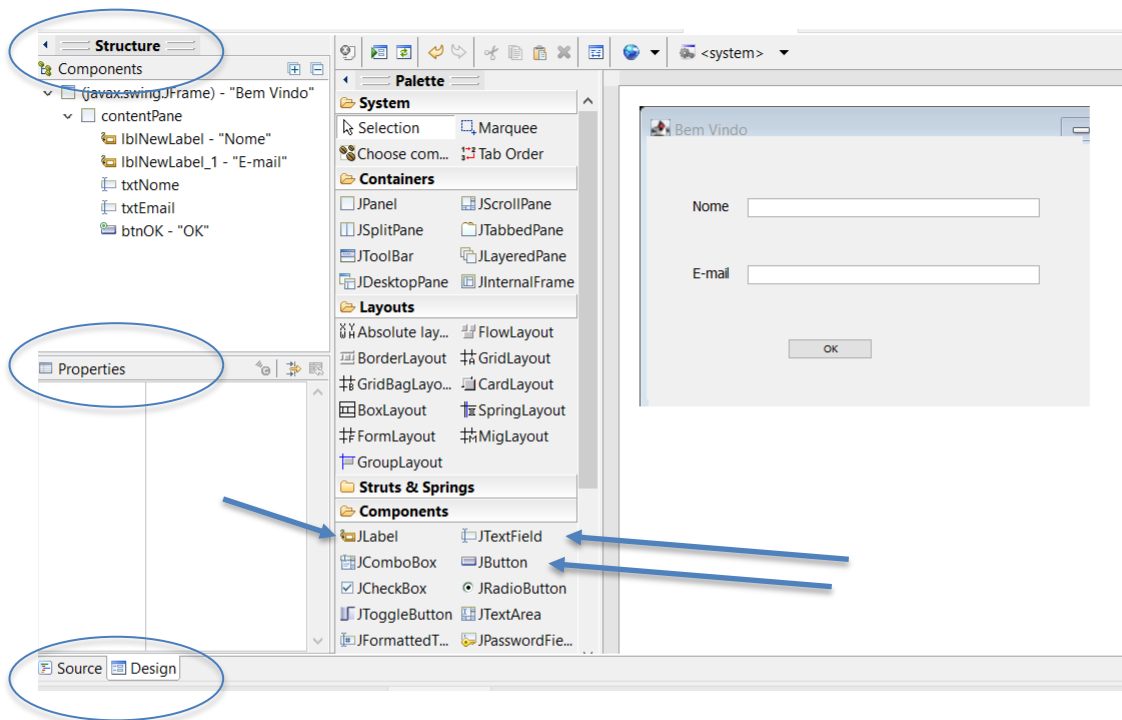 Structure
Components
(javax.swing.JFrame) - "Bem Vindo"
contentPane
lblNewLabel - "Nome"
lblNewLabel_1 - "E-mail"
txtNome
txtEmail
btnOK - "OK"
Properties
Source Design
<system>
Palette
System
Selection Marquee
Choose com... Tab Order
Containers
JPanel JScrollPane
JSplitPane JTabbedPane
JToolBar JLayeredPane
JDesktopPane JInternalFrame
Layouts
Absolute lay... FlowLayout
BorderLayout GridLayout
GridBagLayo... CardLayout
BoxLayout SpringLayout
FormLayout MigLayout
GroupLayout
Struts & Springs
Components
JLabel JTextField
JComboBox JButton
JCheckBox JRadioButton
JToggleButton JTextArea
JFormattedT... JPasswordFie...
Bem Vindo
Nome
E-mail
OK